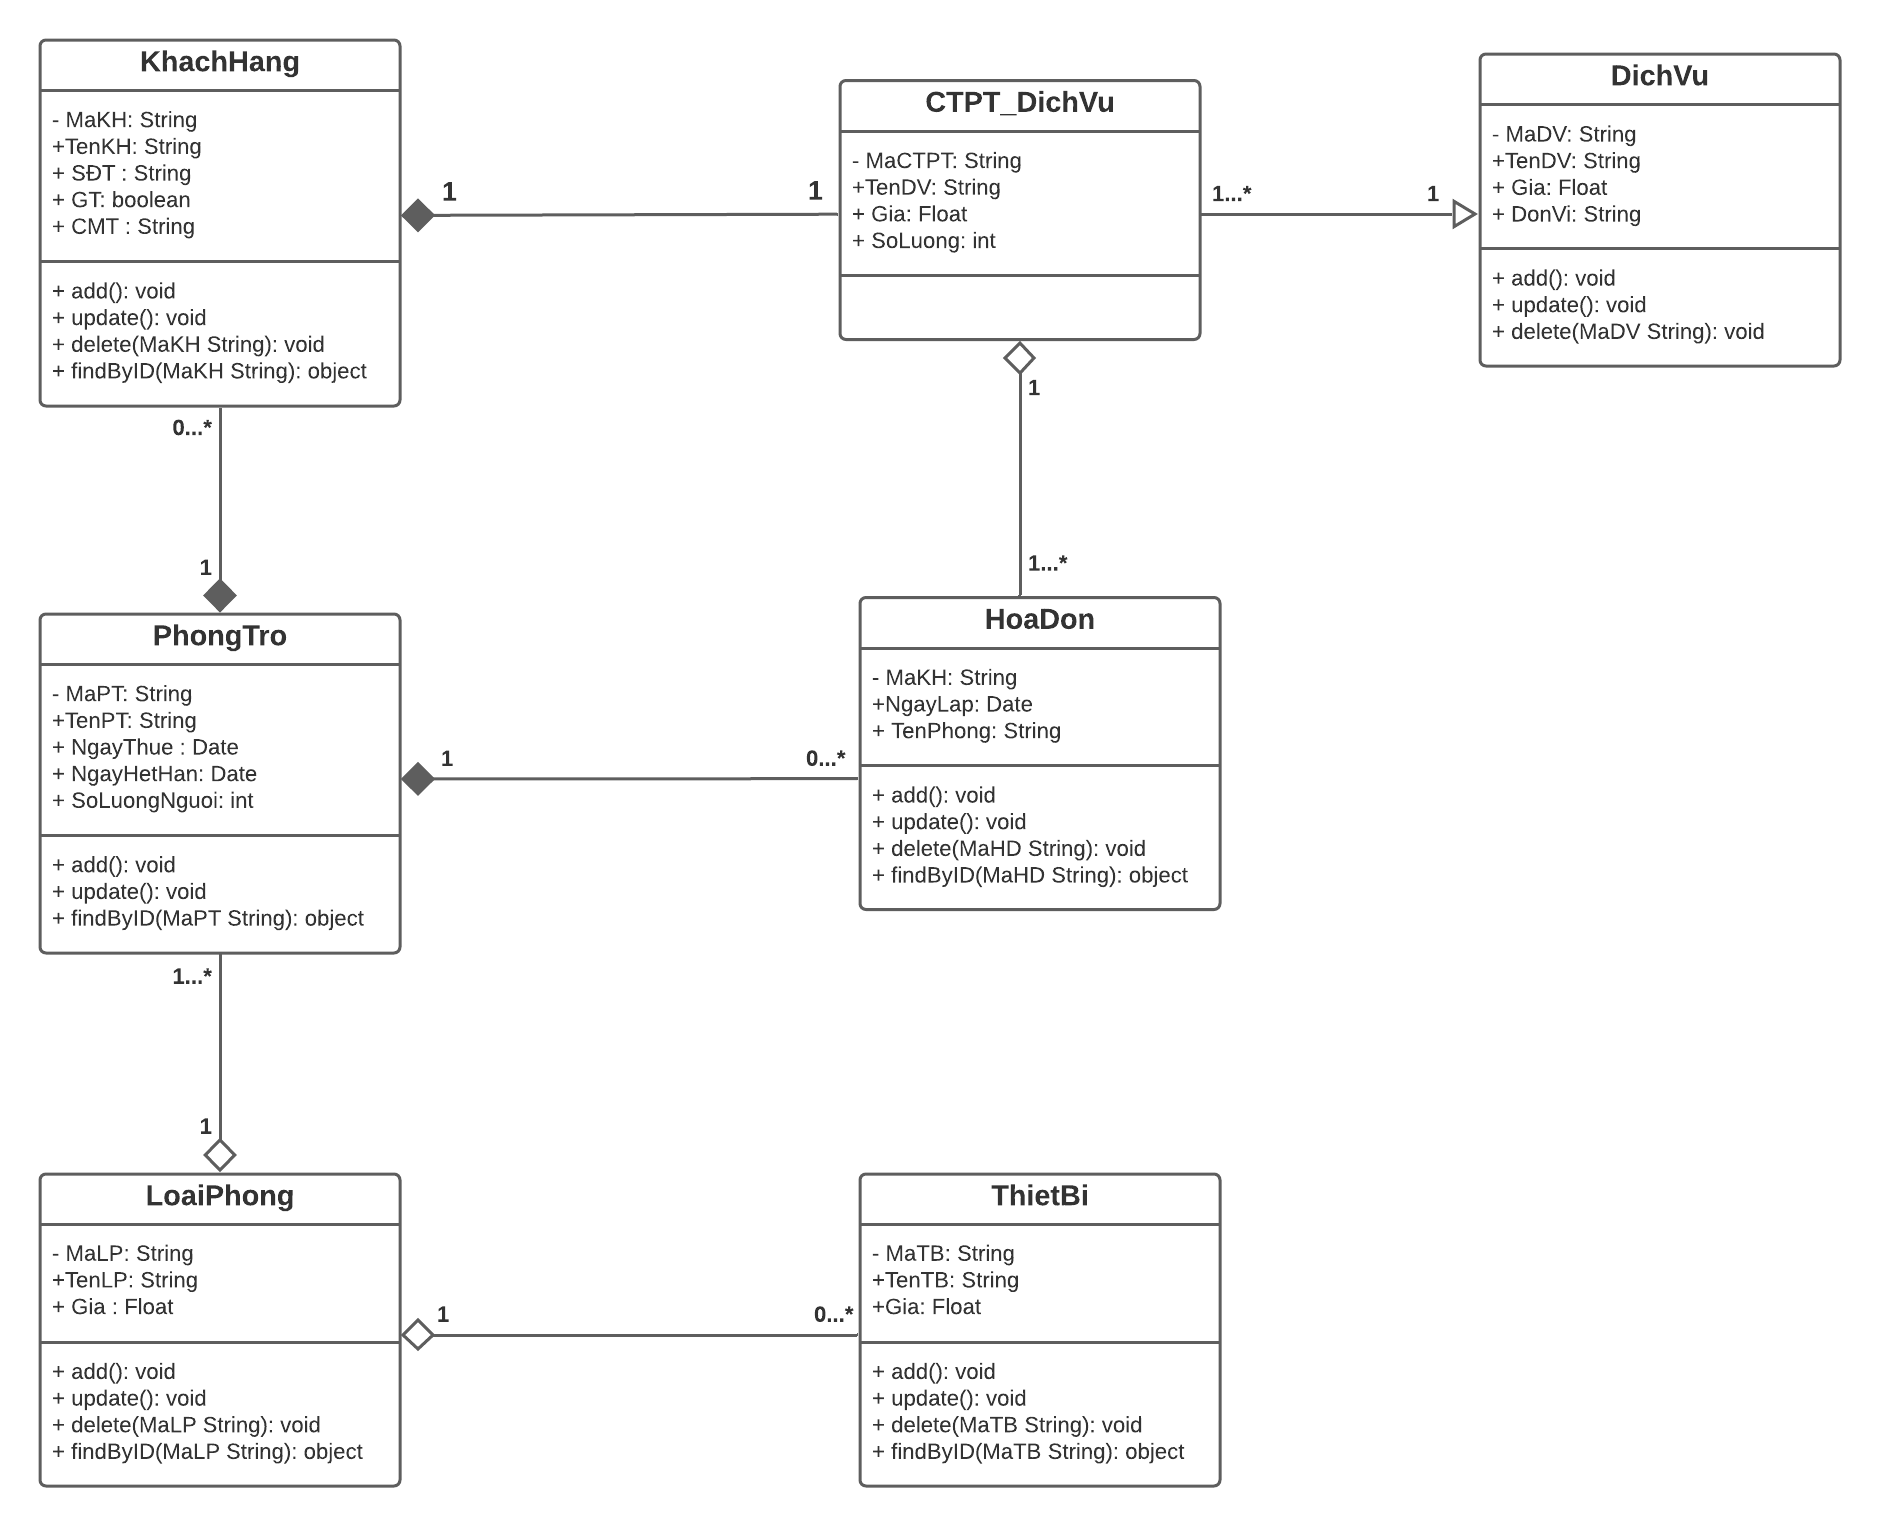 KhachHang
- MaKH: String
+TenKH: String
+ SĐT : String
+ GT: boolean
+ CMT : String
+ add(): void
+ update(): void
+ delete(MaKH String): void
+ findByID(MaKH String): object
1
1
CTPT_DichVu
- MaCTPT: String
+TenDV: String
+ Gia: Float
+ SoLuong: int
1...*
1
DichVu
- MaDV: String
+TenDV: String
+ Gia: Float
+ DonVi: String
+ add(): void
+ update(): void
+ delete(MaDV String): void
0...*
1
1
1...*
PhongTro
- MaPT: String
+TenPT: String
+ NgayThue : Date
+ NgayHetHan: Date
+ SoLuongNguoi: int
+ add(): void
+ update(): void
+ findByID(MaPT String): object
1
0...*
HoaDon
- MaKH: String
+NgayLap: Date
+ TenPhong: String
+ add(): void
+ update(): void
+ delete(MaHD String): void
+ findByID(MaHD String): object
1...*
1
LoaiPhong
- MaLP: String
+TenLP: String
+ Gia : Float
+ add(): void
+ update(): void
+ delete(MaLP String): void
+ findByID(MaLP String): object
1
0...*
ThietBi
- MaTB: String
+TenTB: String
+Gia: Float
+ add(): void
+ update(): void
+ delete(MaTB String): void
+ findByID(MaTB String): object